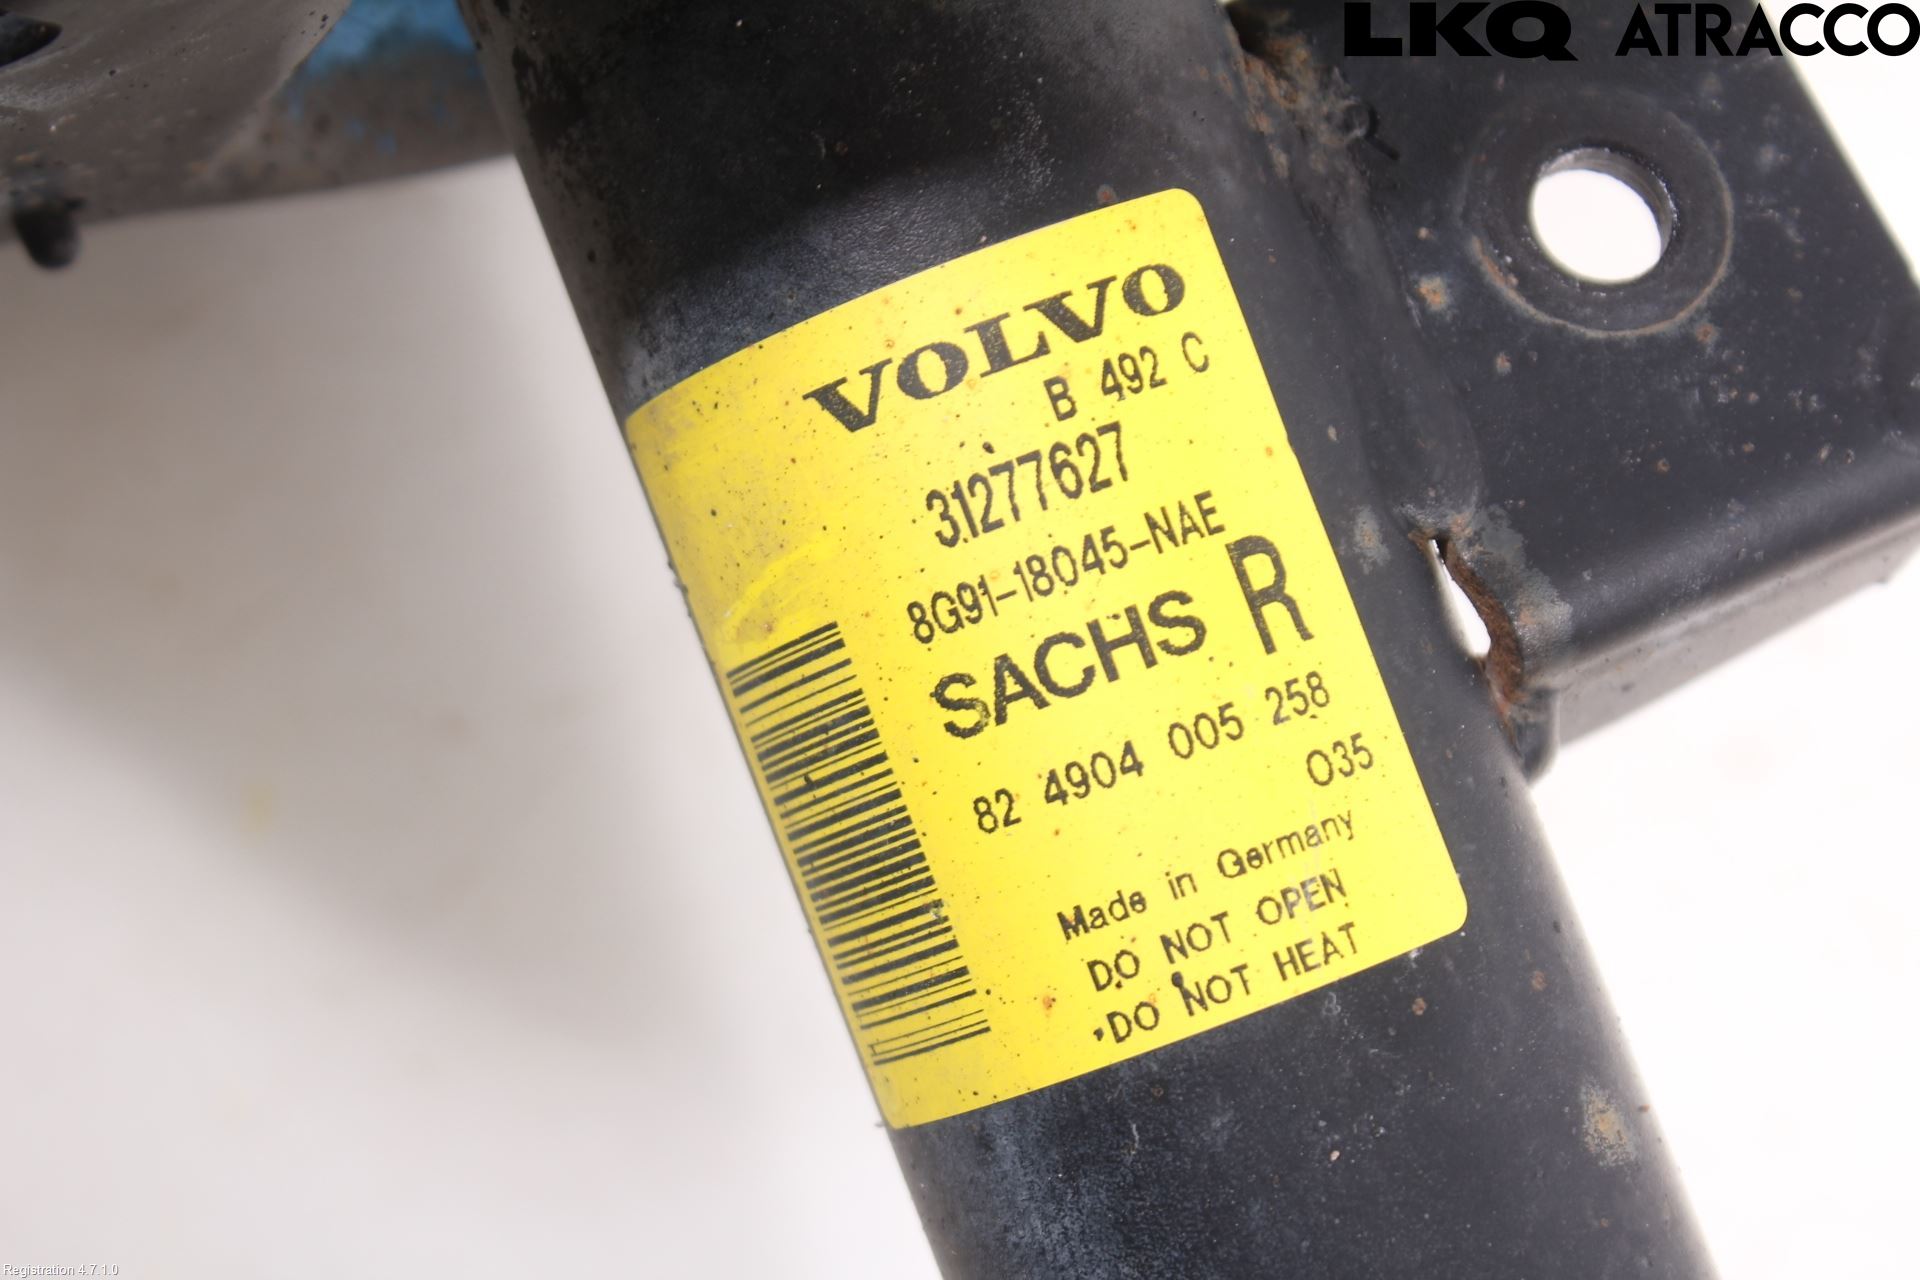 LKQ ATRACCO
VOLVO
B 492 C
31277627
8G91-18045-NAE
SACHS R
82 4904 005 258
035
Made in Germany
DO NOT OPEN
DO NOT HEAT
Registration 4.7.1.0